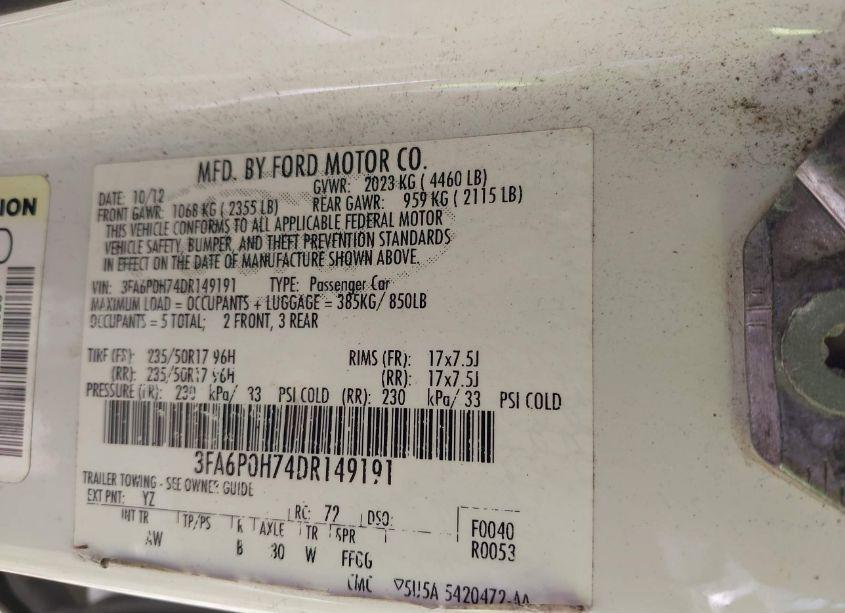 MFD. BY FORD MOTOR CO.
DATE: 10/12 GVWR: 2023 KG ( 4460 LB)
FRONT GAWR: 1068 KG ( 2355 LB) REAR GAWR: 959 KG ( 2115 LB)
THIS VEHICLE CONFORMS TO ALL APPLICABLE FEDERAL MOTOR
VEHICLE SAFETY, BUMPER, AND THEFT PREVENTION STANDARDS
IN EFFECT ON THE DATE OF MANUFACTURE SHOWN ABOVE.
VIN: 3FA6P0H74DR149191 TYPE: Passenger Car
MAXIMUM LOAD = OCCUPANTS + LUGGAGE = 385KG/ 850LB
OCCUPANTS = 5 TOTAL; 2 FRONT, 3 REAR
TIRE (FS): 235/50R17 96H RIMS (FR): 17x7.5J
(RR): 235/50R17 96H (RR): 17x7.5J
PRESSURE (FR): 230 kPa/ 33 PSI COLD (RR): 230 kPa/ 33 PSI COLD
3FA6P0H74DR149191
TRAILER TOWING - SEE OWNER GUIDE
EXT PNT: YZ RC: 72 DSO: F0040
INT TR TP/PS R AXLE TR SPR R0053
AW B 30 W FFCG
ION